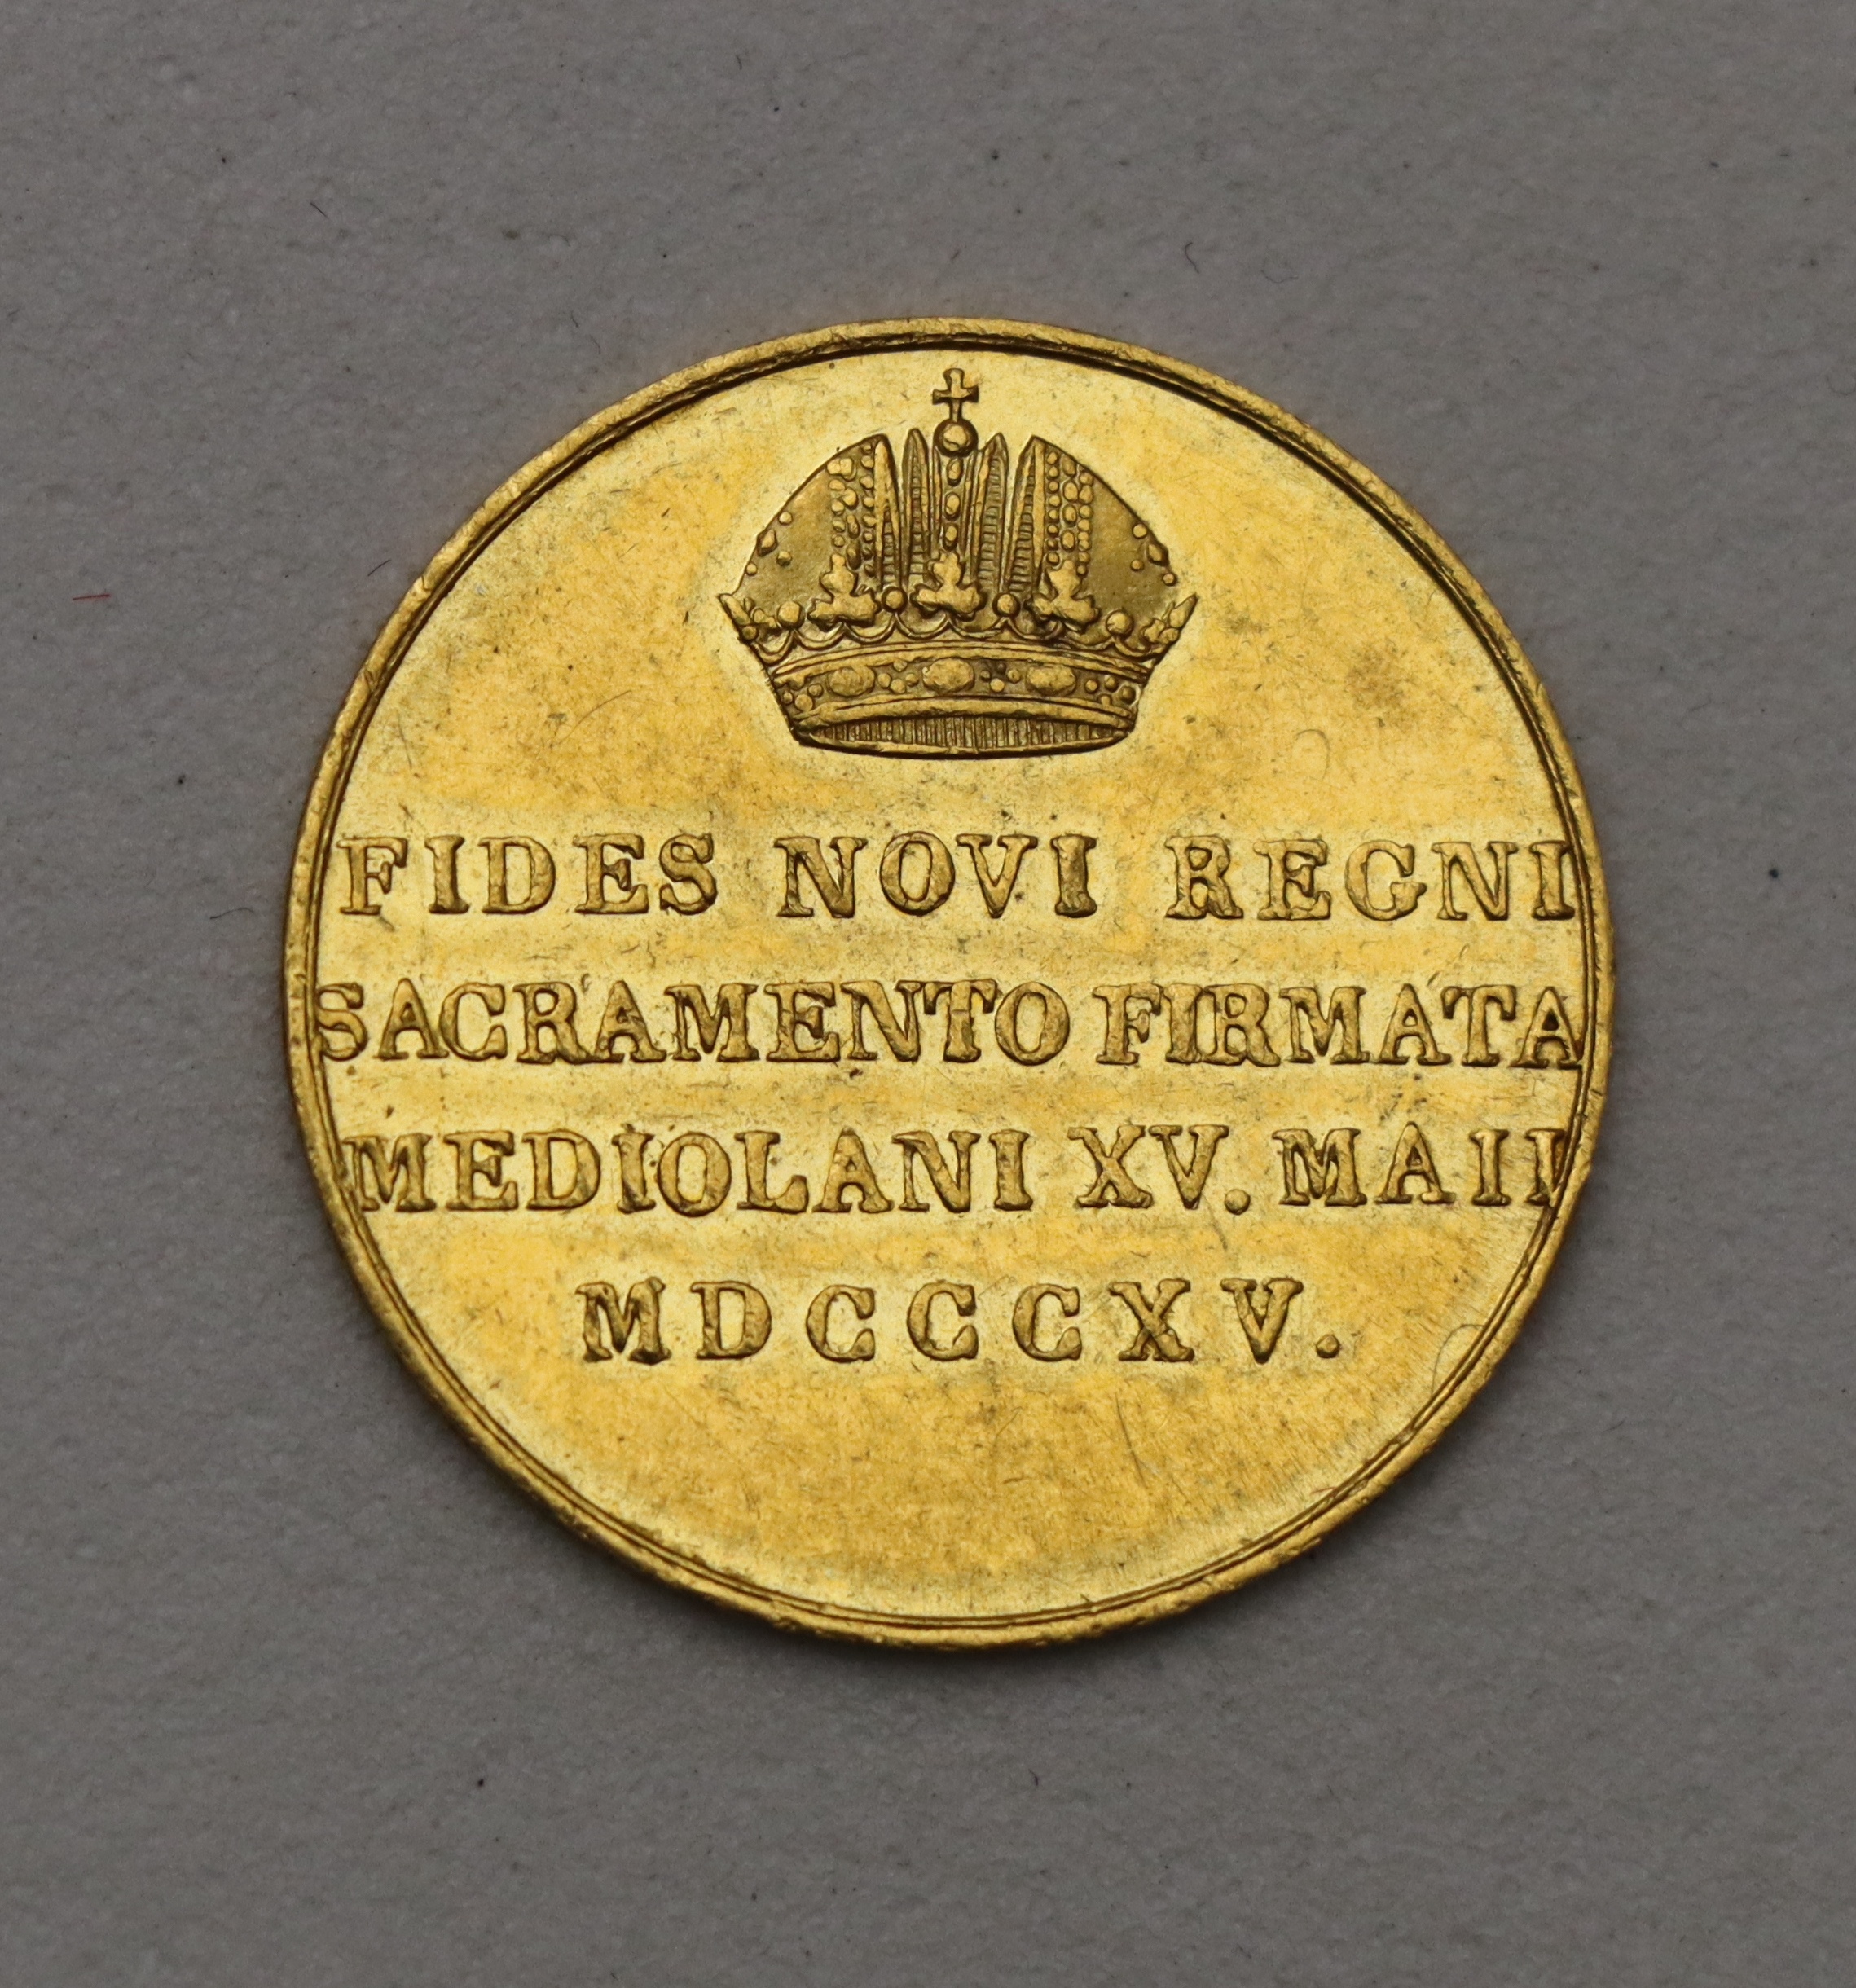 FIDES NOVI REGNI
SACRAMENTO FIRMATA
MEDIOLANI XV. MAII
MDCCCXV.